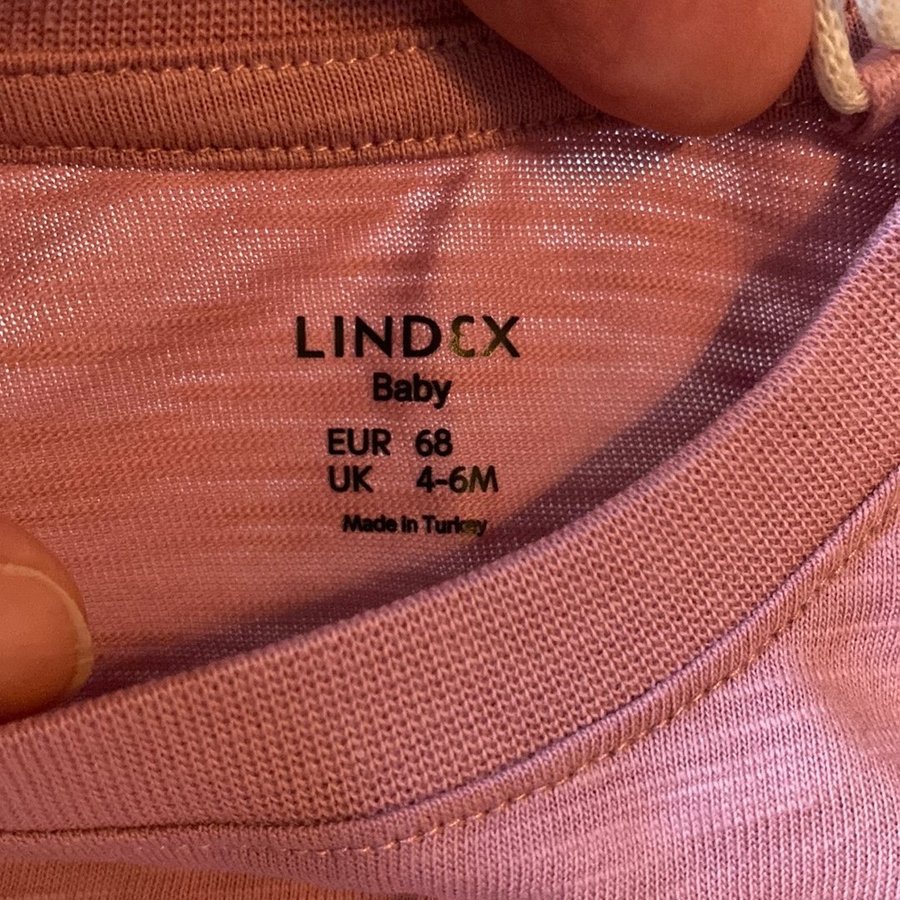 LINDEX
Baby
EUR 68
UK 4-6M
Made in Turkey